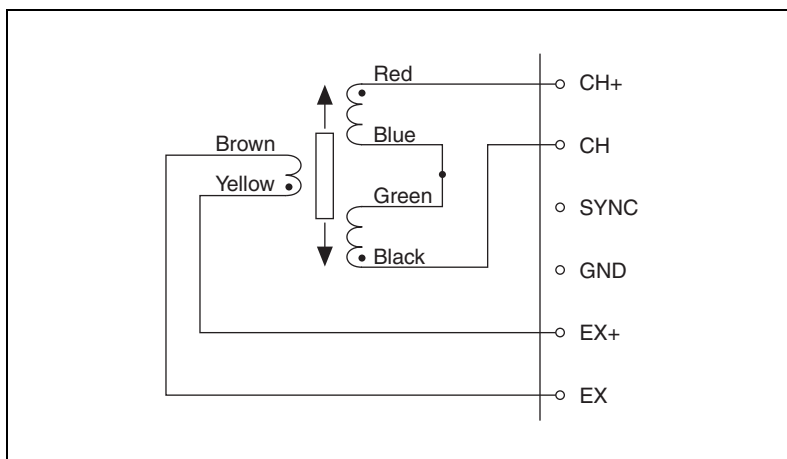 Red
CH+
Blue
CH
Brown
Yellow
Green
SYNC
Black
GND
EX+
EX